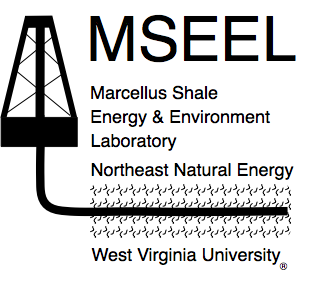 MSEEL
Marcellus Shale
Energy & Environment
Laboratory
Northeast Natural Energy
West Virginia University®